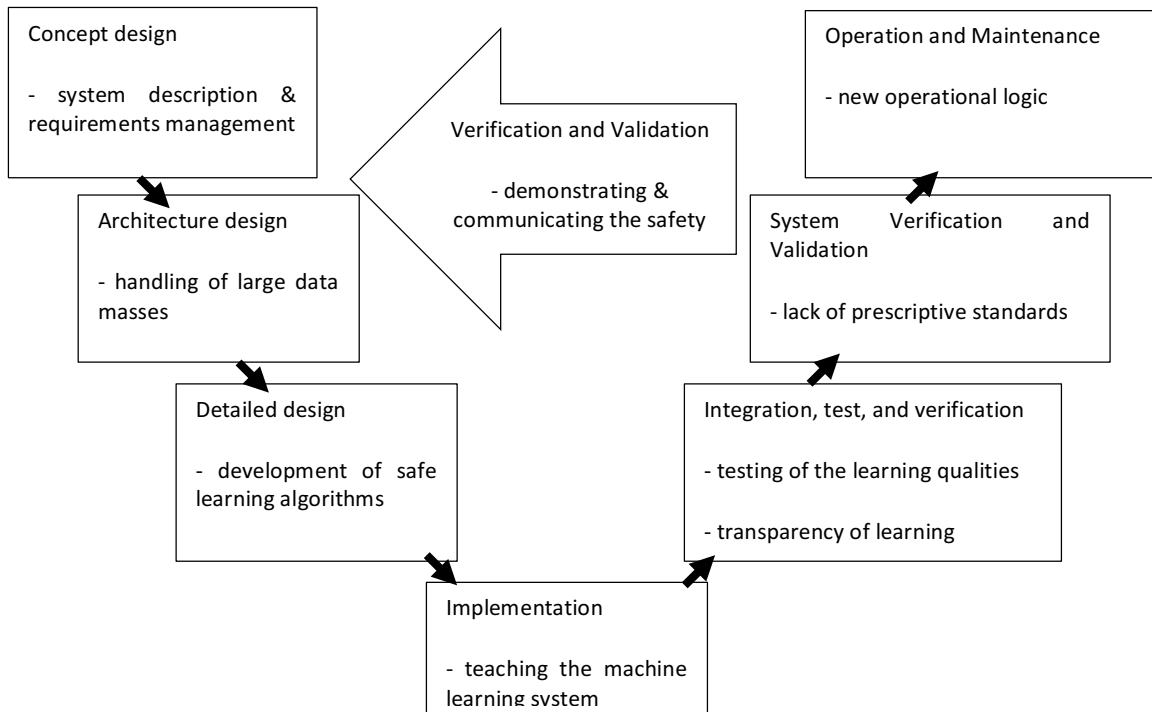 Concept design
- system description &
requirements management
Architecture design
- handling of large data
masses
Detailed design
- development of safe
learning algorithms
Implementation
- teaching the machine
learning system
Verification and Validation
- demonstrating &
communicating the safety
Integration, test, and verification
- testing of the learning qualities
- transparency of learning
System Verification and
Validation
- lack of prescriptive standards
Operation and Maintenance
- new operational logic